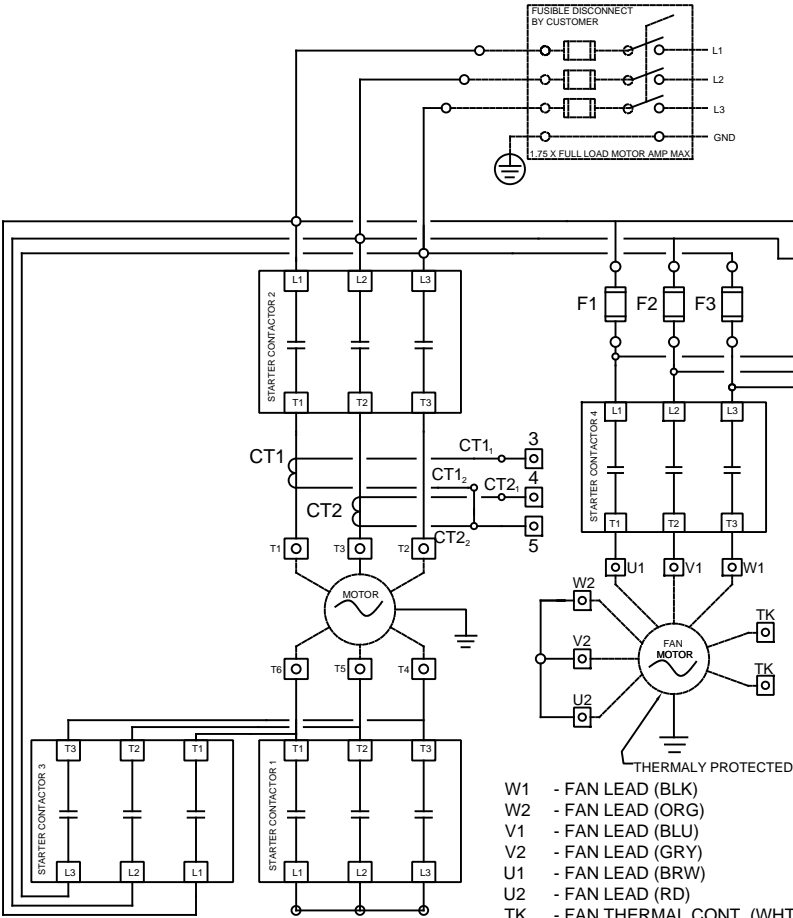 FUSIBLE DISCONNECT
BY CUSTOMER
L1
L2
L3
GND
1.75 X FULL LOAD MOTOR AMP MAX
F1 F2 F3
STARTER CONTACTOR 2
L1 L2 L3
T1 T2 T3
STARTER CONTACTOR 4
L1 L2 L3
T1 T2 T3
CT1
CT1₁ 3
CT1₂ CT2₁ 4
CT2
CT2₂ 5
T1 T3 T2
MOTOR
T6 T5 T4
U1 V1 W1
W2
V2
U2
FAN
MOTOR
TK
TK
THERMALY PROTECTED
STARTER CONTACTOR 3
T3 T2 T1
L3 L2 L1
STARTER CONTACTOR 1
T1 T2 T3
L1 L2 L3
W1 - FAN LEAD (BLK)
W2 - FAN LEAD (ORG)
V1 - FAN LEAD (BLU)
V2 - FAN LEAD (GRY)
U1 - FAN LEAD (BRW)
U2 - FAN LEAD (RD)
TK - FAN THERMAL CONT. (WHT